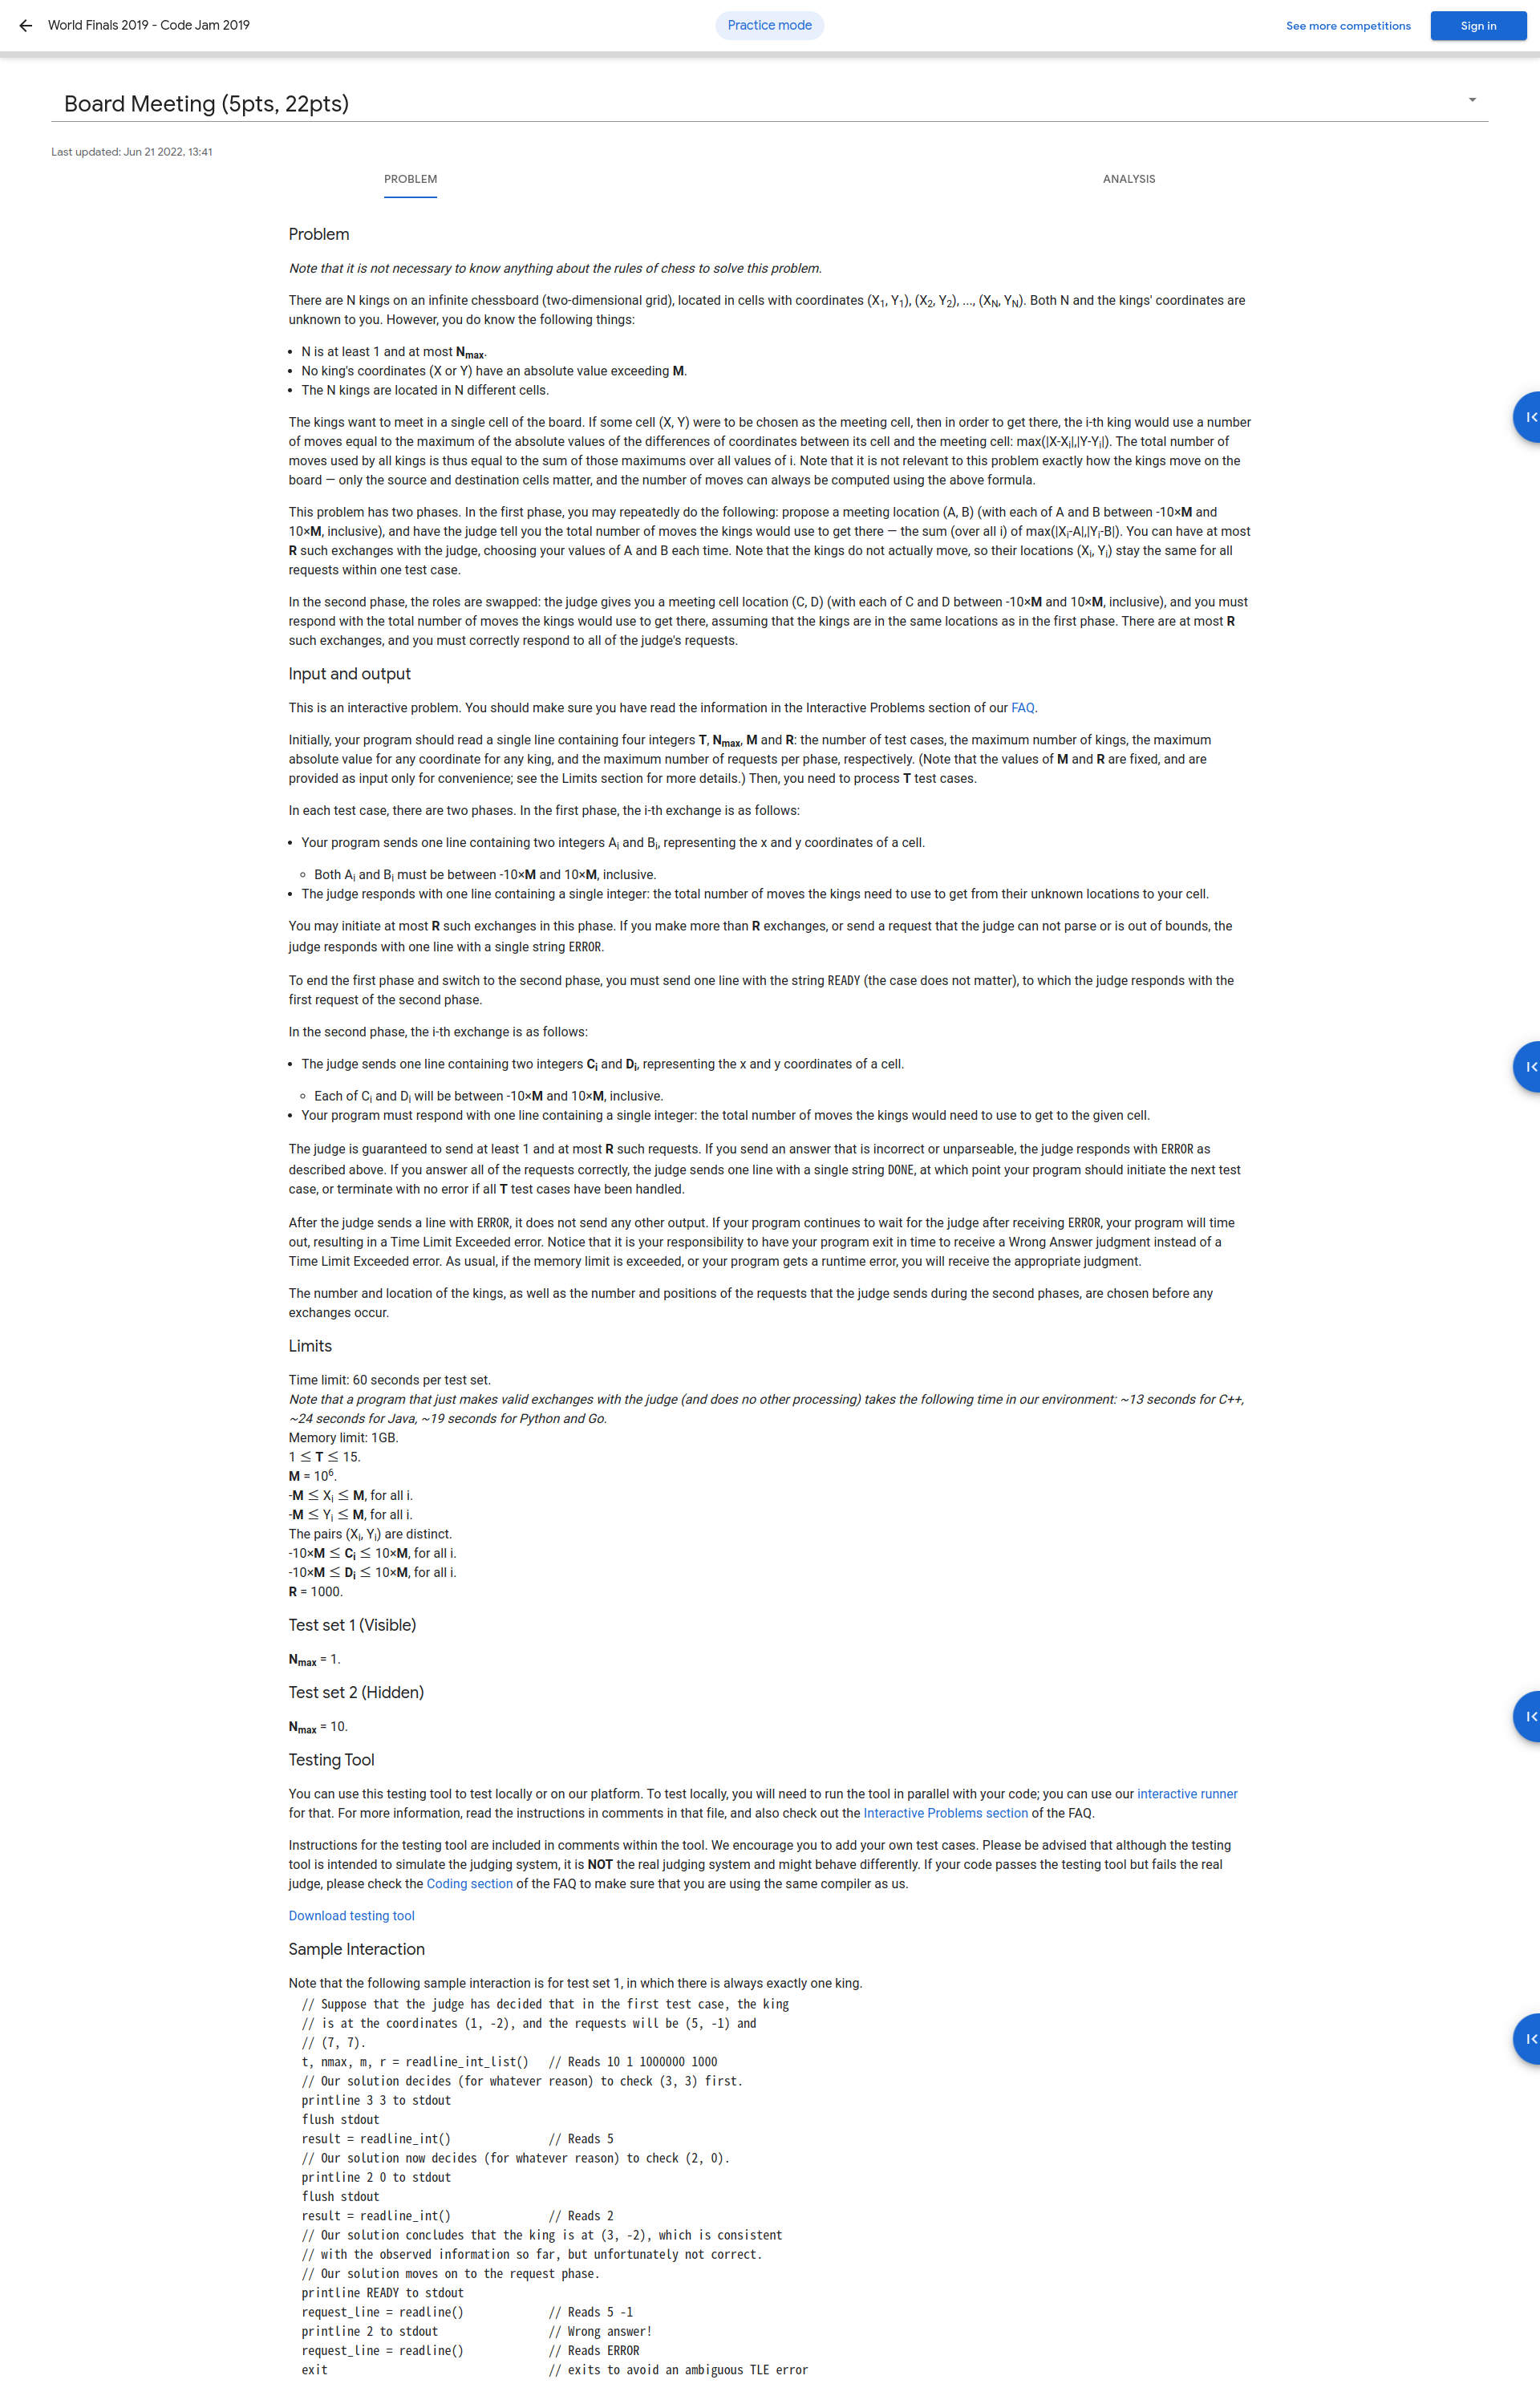 World Finals 2019 - Code Jam 2019
Practice mode
See more competitions
Sign in
Board Meeting (5pts, 22pts)
Last updated: Jun 21 2022, 13:41
PROBLEM
ANALYSIS
Problem
Note that it is not necessary to know anything about the rules of chess to solve this problem.
There are N kings on an infinite chessboard (two-dimensional grid), located in cells with coordinates (X1, Y1), (X2, Y2), ..., (XN, YN). Both N and the kings' coordinates are
unknown to you. However, you do know the following things:
• N is at least 1 and at most Nmax.
• No king's coordinates (X or Y) have an absolute value exceeding M.
• The N kings are located in N different cells.
The kings want to meet in a single cell of the board. If some cell (X, Y) were to be chosen as the meeting cell, then in order to get there, the i-th king would use a number
of moves equal to the maximum of the absolute values of the differences of coordinates between its cell and the meeting cell: max(|X-Xi|,|Y-Yi|). The total number of
moves used by all kings is thus equal to the sum of those maximums over all values of i. Note that it is not relevant to this problem exactly how the kings move on the
board — only the source and destination cells matter, and the number of moves can always be computed using the above formula.
This problem has two phases. In the first phase, you may repeatedly do the following: propose a meeting location (A, B) (with each of A and B between -10×M and
10×M, inclusive), and have the judge tell you the total number of moves the kings would use to get there — the sum (over all i) of max(|Xi-A|,|Yi-B|). You can have at most
R such exchanges with the judge, choosing your values of A and B each time. Note that the kings do not actually move, so their locations (Xi, Yi) stay the same for all
requests within one test case.
In the second phase, the roles are swapped: the judge gives you a meeting cell location (C, D) (with each of C and D between -10×M and 10×M, inclusive), and you must
respond with the total number of moves the kings would use to get there, assuming that the kings are in the same locations as in the first phase. There are at most R
such exchanges, and you must correctly respond to all of the judge's requests.
Input and output
This is an interactive problem. You should make sure you have read the information in the Interactive Problems section of our FAQ.
Initially, your program should read a single line containing four integers T, Nmax, M and R: the number of test cases, the maximum number of kings, the maximum
absolute value for any coordinate for any king, and the maximum number of requests per phase, respectively. (Note that the values of M and R are fixed, and are
provided as input only for convenience; see the Limits section for more details.) Then, you need to process T test cases.
In each test case, there are two phases. In the first phase, the i-th exchange is as follows:
• Your program sends one line containing two integers Ai and Bi, representing the x and y coordinates of a cell.
◦ Both Ai and Bi must be between -10×M and 10×M, inclusive.
• The judge responds with one line containing a single integer: the total number of moves the kings need to use to get from their unknown locations to your cell.
You may initiate at most R such exchanges in this phase. If you make more than R exchanges, or send a request that the judge can not parse or is out of bounds, the
judge responds with one line with a single string ERROR.
To end the first phase and switch to the second phase, you must send one line with the string READY (the case does not matter), to which the judge responds with the
first request of the second phase.
In the second phase, the i-th exchange is as follows:
• The judge sends one line containing two integers Ci and Di, representing the x and y coordinates of a cell.
◦ Each of Ci and Di will be between -10×M and 10×M, inclusive.
• Your program must respond with one line containing a single integer: the total number of moves the kings would need to use to get to the given cell.
The judge is guaranteed to send at least 1 and at most R such requests. If you send an answer that is incorrect or unparseable, the judge responds with ERROR as
described above. If you answer all of the requests correctly, the judge sends one line with a single string DONE, at which point your program should initiate the next test
case, or terminate with no error if all T test cases have been handled.
After the judge sends a line with ERROR, it does not send any other output. If your program continues to wait for the judge after receiving ERROR, your program will time
out, resulting in a Time Limit Exceeded error. Notice that it is your responsibility to have your program exit in time to receive a Wrong Answer judgment instead of a
Time Limit Exceeded error. As usual, if the memory limit is exceeded, or your program gets a runtime error, you will receive the appropriate judgment.
The number and location of the kings, as well as the number and positions of the requests that the judge sends during the second phases, are chosen before any
exchanges occur.
Limits
Time limit: 60 seconds per test set.
Note that a program that just makes valid exchanges with the judge (and does no other processing) takes the following time in our environment: ~13 seconds for C++,
~24 seconds for Java, ~19 seconds for Python and Go.
Memory limit: 1GB.
1 ≤ T ≤ 15.
M = 10^6.
-M ≤ Xi ≤ M, for all i.
-M ≤ Yi ≤ M, for all i.
The pairs (Xi, Yi) are distinct.
-10×M ≤ Ci ≤ 10×M, for all i.
-10×M ≤ Di ≤ 10×M, for all i.
R = 1000.
Test set 1 (Visible)
Nmax = 1.
Test set 2 (Hidden)
Nmax = 10.
Testing Tool
You can use this testing tool to test locally or on our platform. To test locally, you will need to run the tool in parallel with your code; you can use our interactive runner
for that. For more information, read the instructions in comments in that file, and also check out the Interactive Problems section of the FAQ.
Instructions for the testing tool are included in comments within the tool. We encourage you to add your own test cases. Please be advised that although the testing
tool is intended to simulate the judging system, it is NOT the real judging system and might behave differently. If your code passes the testing tool but fails the real
judge, please check the Coding section of the FAQ to make sure that you are using the same compiler as us.
Download testing tool
Sample Interaction
Note that the following sample interaction is for test set 1, in which there is always exactly one king.
// Suppose that the judge has decided that in the first test case, the king
// is at the coordinates (1, -2), and the requests will be (5, -1) and
// (7, 7).
t, nmax, m, r = readline_int_list()   // Reads 10 1 1000000 1000
// Our solution decides (for whatever reason) to check (3, 3) first.
printline 3 3 to stdout
flush stdout
result = readline_int()               // Reads 5
// Our solution now decides (for whatever reason) to check (2, 0).
printline 2 0 to stdout
flush stdout
result = readline_int()               // Reads 2
// Our solution concludes that the king is at (3, -2), which is consistent
// with the observed information so far, but unfortunately not correct.
// Our solution moves on to the request phase.
printline READY to stdout
request_line = readline()             // Reads 5 -1
printline 2 to stdout                 // Wrong answer!
request_line = readline()             // Reads ERROR
exit                                  // exits to avoid an ambiguous TLE error